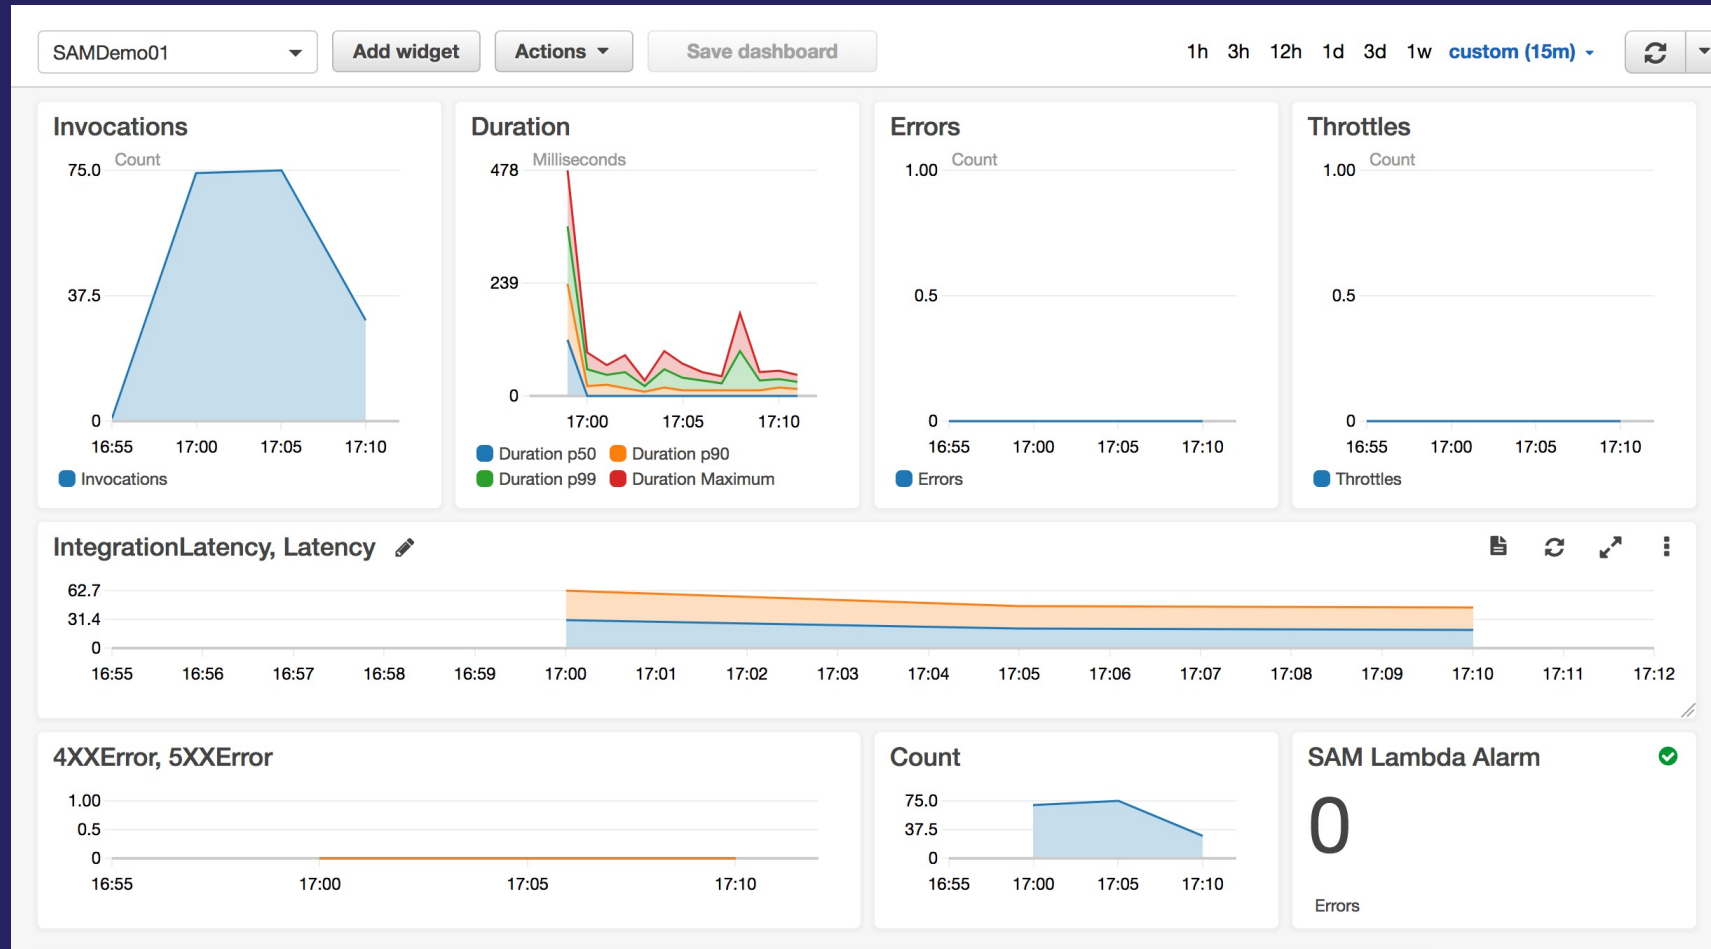 SAMDemo01 Add widget Actions Save dashboard 1h 3h 12h 1d 3d 1w custom (15m)
Invocations
Count
75.0
37.5
0
16:55 17:00 17:05 17:10
Invocations
Duration
Milliseconds
478
239
0
17:00 17:05 17:10
Duration p50 Duration p90
Duration p99 Duration Maximum
Errors
Count
1.00
0.5
0
16:55 17:00 17:05 17:10
Errors
Throttles
Count
1.00
0.5
0
16:55 17:00 17:05 17:10
Throttles
IntegrationLatency, Latency
62.7
31.4
0
16:55 16:56 16:57 16:58 16:59 17:00 17:01 17:02 17:03 17:04 17:05 17:06 17:07 17:08 17:09 17:10 17:11 17:12
4XXError, 5XXError
1.00
0.5
0
16:55 17:00 17:05 17:10
Count
75.0
37.5
0
16:55 17:00 17:05 17:10
SAM Lambda Alarm
0
Errors